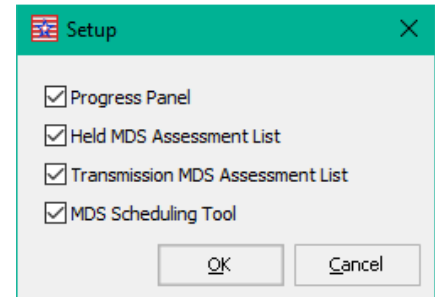 Setup
Progress Panel
Held MDS Assessment List
Transmission MDS Assessment List
MDS Scheduling Tool
OK Cancel